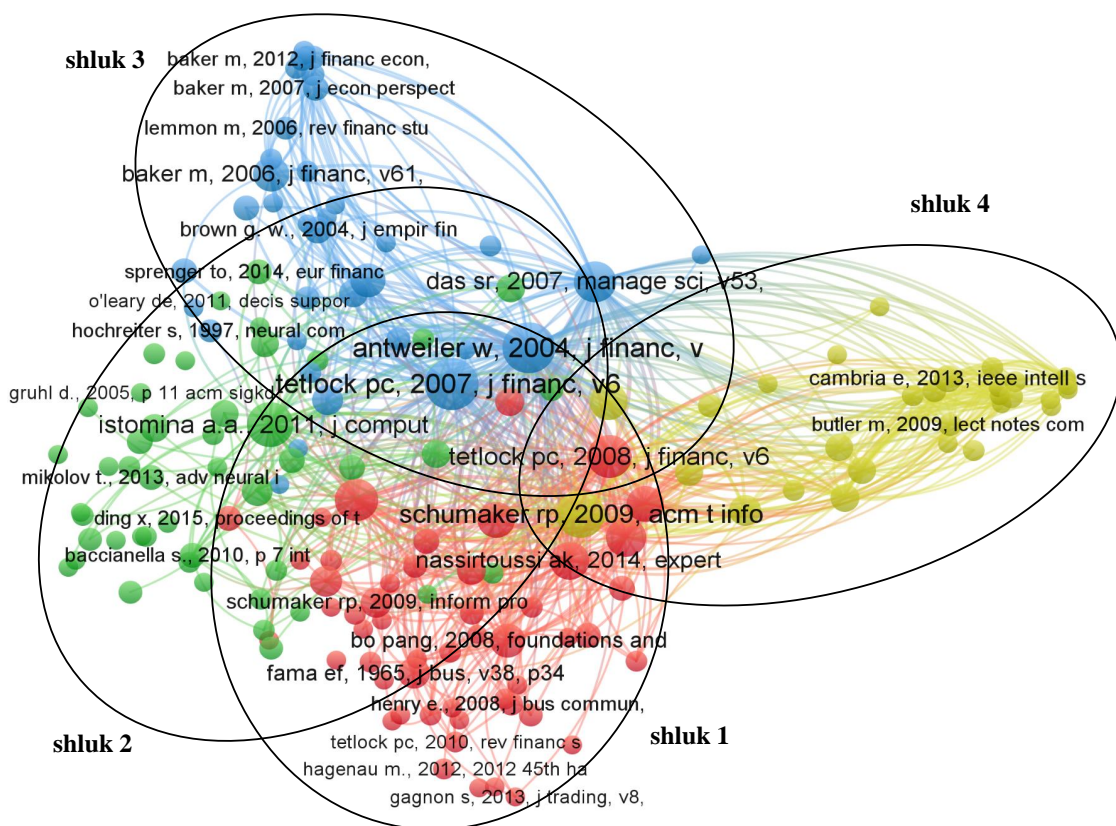 shluk 3
baker m, 2012, j financ econ,
baker m, 2007, j econ perspect
lemmon m, 2006, rev financ stu
baker m, 2006, j financ, v61,
shluk 4
brown g. w., 2004, j empir fin
sprenger to, 2014, eur financ
das sr, 2007, manage sci, v53,
o'leary de, 2011, decis suppor
hochreiter s, 1997, neural com
antweiler w, 2004, j financ, v
tetlock pc, 2007, j financ, v6
cambria e, 2013, ieee intell s
gruhl d., 2005, p 11 acm sigkd
istomina a.a., 2011, j comput
butler m, 2009, lect notes com
tetlock pc, 2008, j financ, v6
mikolov t., 2013, adv neural i
ding x, 2015, proceedings of t
schumaker rp, 2009, acm t info
baccianella s., 2010, p 7 int
nassirtoussi ak, 2014, expert
schumaker rp, 2009, inform pro
bo pang, 2008, foundations and
fama ef, 1965, j bus, v38, p34
henry e., 2008, j bus commun,
shluk 2
shluk 1
tetlock pc, 2010, rev financ s
hagenau m., 2012, 2012 45th ha
gagnon s, 2013, j trading, v8,